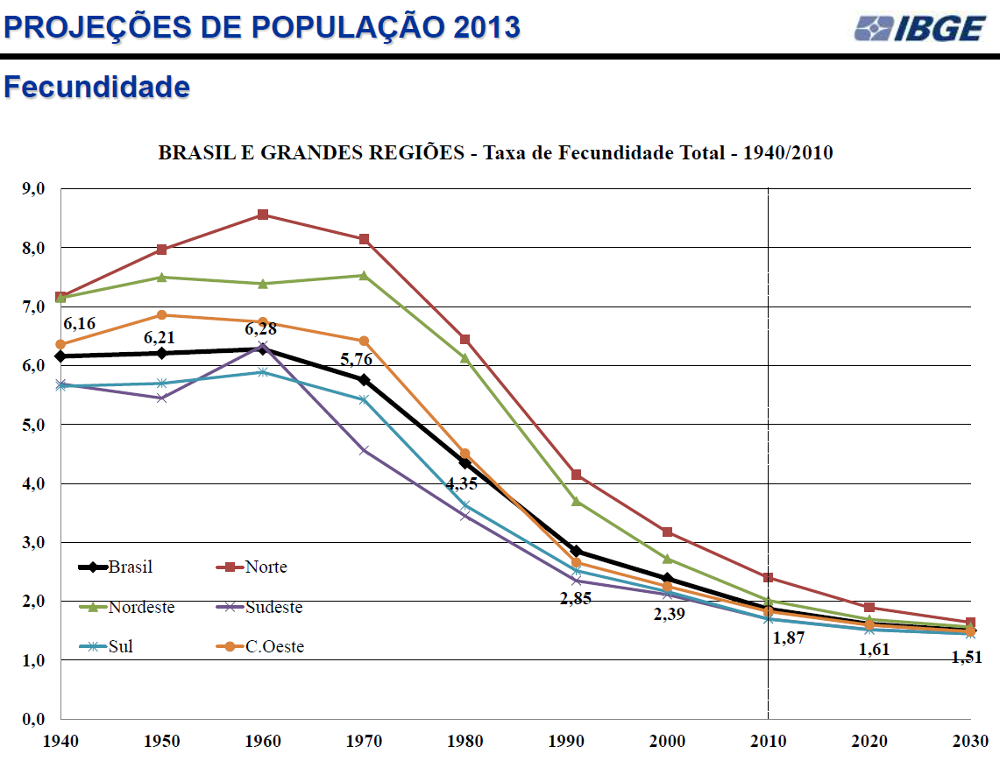 PROJEÇÕES DE POPULAÇÃO 2013
IBGE
Fecundidade
BRASIL E GRANDES REGIÕES - Taxa de Fecundidade Total - 1940/2010
9,0
8,0
7,0
6,0
5,0
4,0
3,0
2,0
1,0
0,0
6,16
6,21
6,28
5,76
4,35
2,85
2,39
1,87
1,61
1,51
Brasil Norte
Nordeste Sudeste
Sul C.Oeste
1940 1950 1960 1970 1980 1990 2000 2010 2020 2030